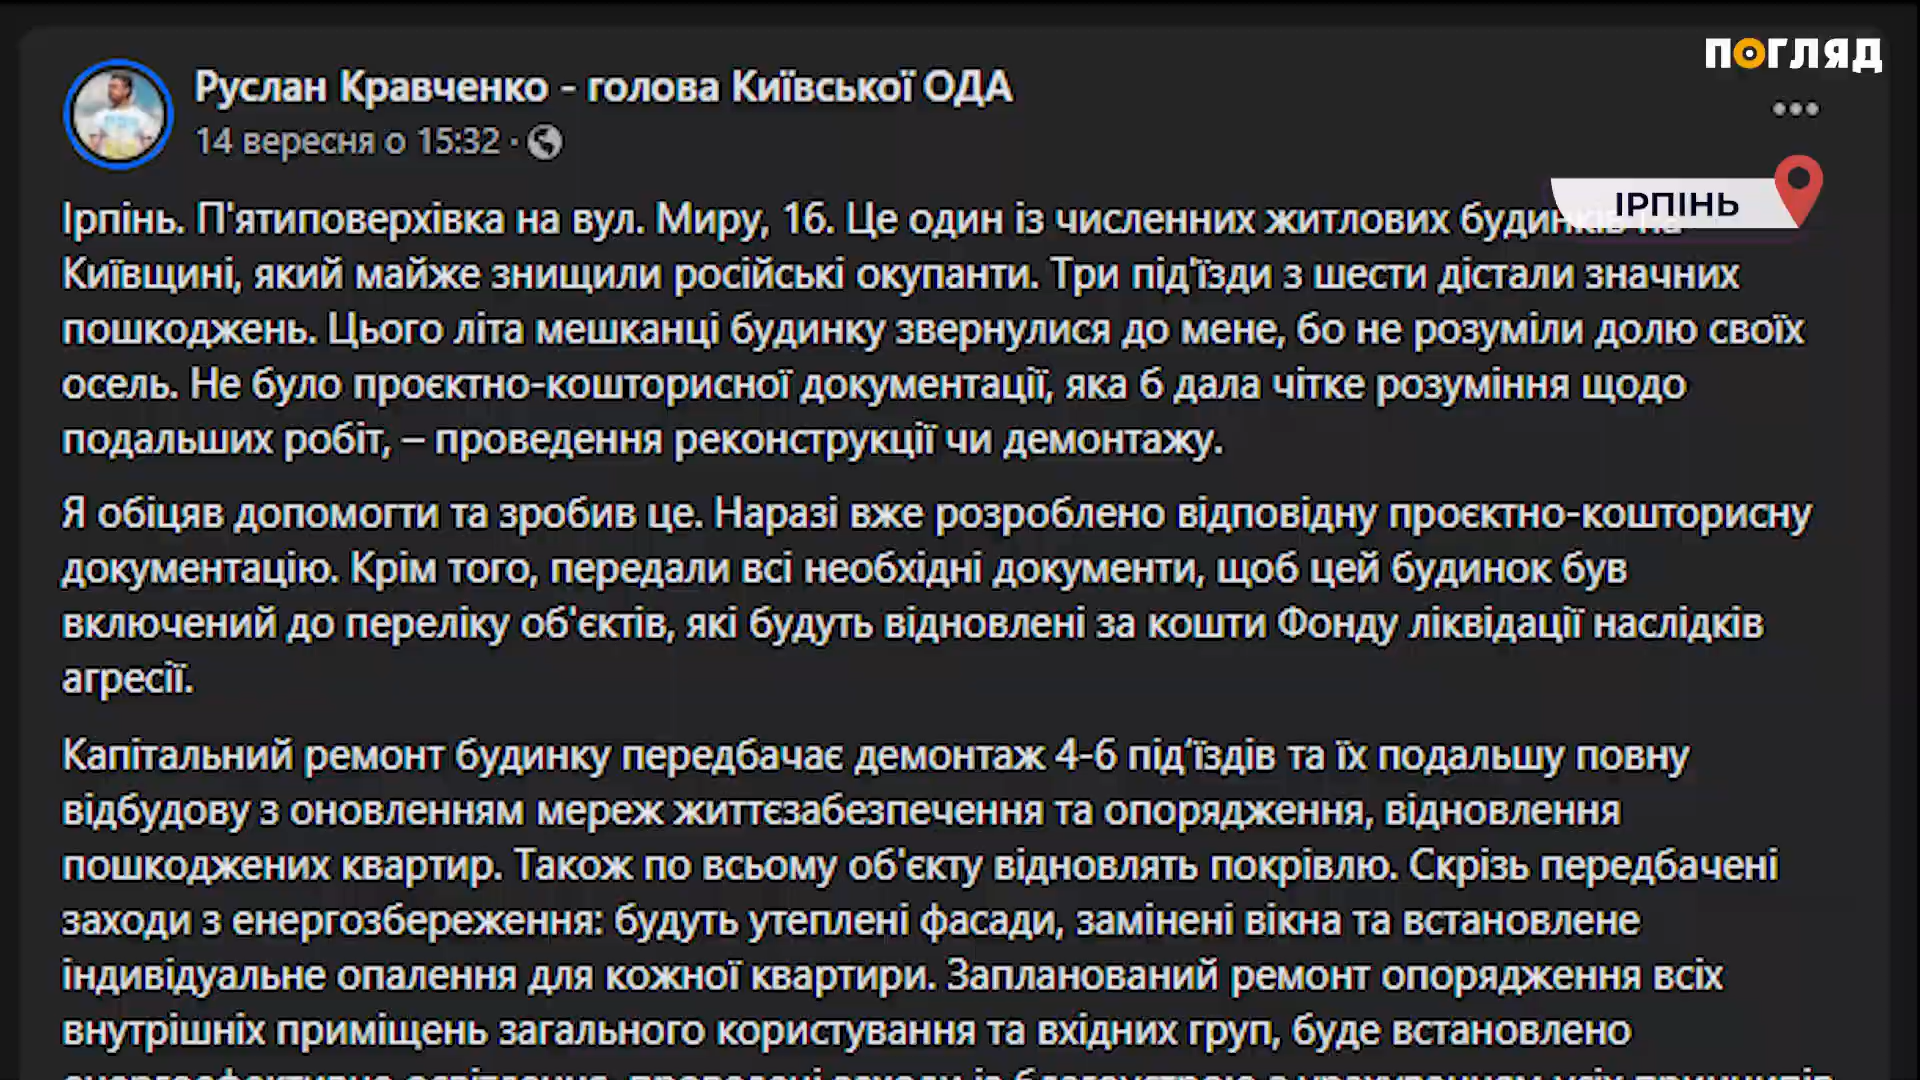 ПОГЛЯД
Руслан Кравченко - голова Київської ОДА
14 вересня о 15:32 ·
ІРПІНЬ
Ірпінь. П'ятиповерхівка на вул. Миру, 16. Це один із численних житлових будинків на
Київщині, який майже знищили російські окупанти. Три під'їзди з шести дістали значних
пошкоджень. Цього літа мешканці будинку звернулися до мене, бо не розуміли долю своїх
осель. Не було проєктно-кошторисної документації, яка б дала чітке розуміння щодо
подальших робіт, – проведення реконструкції чи демонтажу.
Я обіцяв допомогти та зробив це. Наразі вже розроблено відповідну проєктно-кошторисну
документацію. Крім того, передали всі необхідні документи, щоб цей будинок був
включений до переліку об'єктів, які будуть відновлені за кошти Фонду ліквідації наслідків
агресії.
Капітальний ремонт будинку передбачає демонтаж 4-6 під‘їздів та їх подальшу повну
відбудову з оновленням мереж життєзабезпечення та опорядження, відновлення
пошкоджених квартир. Також по всьому об'єкту відновлять покрівлю. Скрізь передбачені
заходи з енергозбереження: будуть утеплені фасади, замінені вікна та встановлене
індивідуальне опалення для кожної квартири. Запланований ремонт опорядження всіх
внутрішніх приміщень загального користування та вхідних груп, буде встановлено